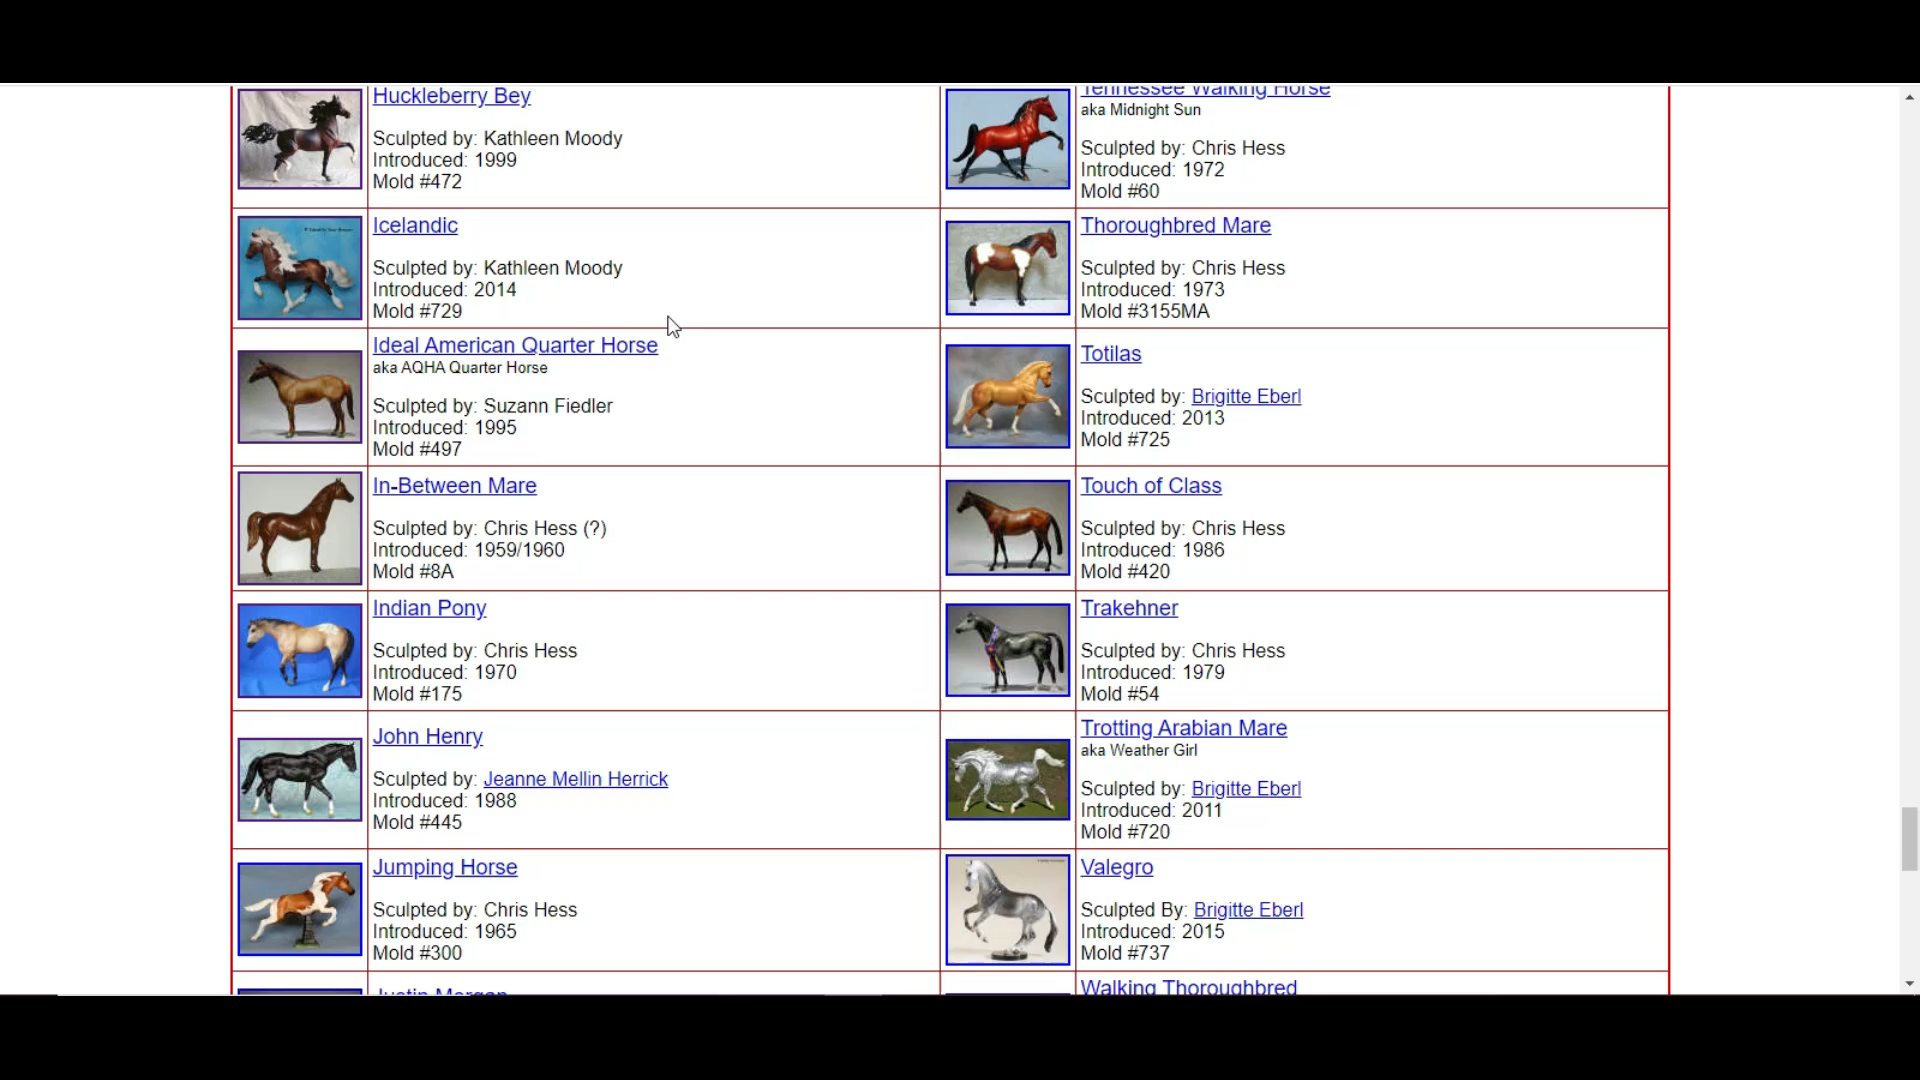 Huckleberry Bey
Sculpted by: Kathleen Moody
Introduced: 1999
Mold #472
Tennessee Walking Horse
aka Midnight Sun
Sculpted by: Chris Hess
Introduced: 1972
Mold #60
Icelandic
Sculpted by: Kathleen Moody
Introduced: 2014
Mold #729
Thoroughbred Mare
Sculpted by: Chris Hess
Introduced: 1973
Mold #3155MA
Ideal American Quarter Horse
aka AQHA Quarter Horse
Sculpted by: Suzann Fiedler
Introduced: 1995
Mold #497
Totilas
Sculpted by: Brigitte Eberl
Introduced: 2013
Mold #725
In-Between Mare
Sculpted by: Chris Hess (?)
Introduced: 1959/1960
Mold #8A
Touch of Class
Sculpted by: Chris Hess
Introduced: 1986
Mold #420
Indian Pony
Sculpted by: Chris Hess
Introduced: 1970
Mold #175
Trakehner
Sculpted by: Chris Hess
Introduced: 1979
Mold #54
John Henry
Sculpted by: Jeanne Mellin Herrick
Introduced: 1988
Mold #445
Trotting Arabian Mare
aka Weather Girl
Sculpted by: Brigitte Eberl
Introduced: 2011
Mold #720
Jumping Horse
Sculpted by: Chris Hess
Introduced: 1965
Mold #300
Valegro
Sculpted By: Brigitte Eberl
Introduced: 2015
Mold #737
Justin Morgan
Walking Thoroughbred